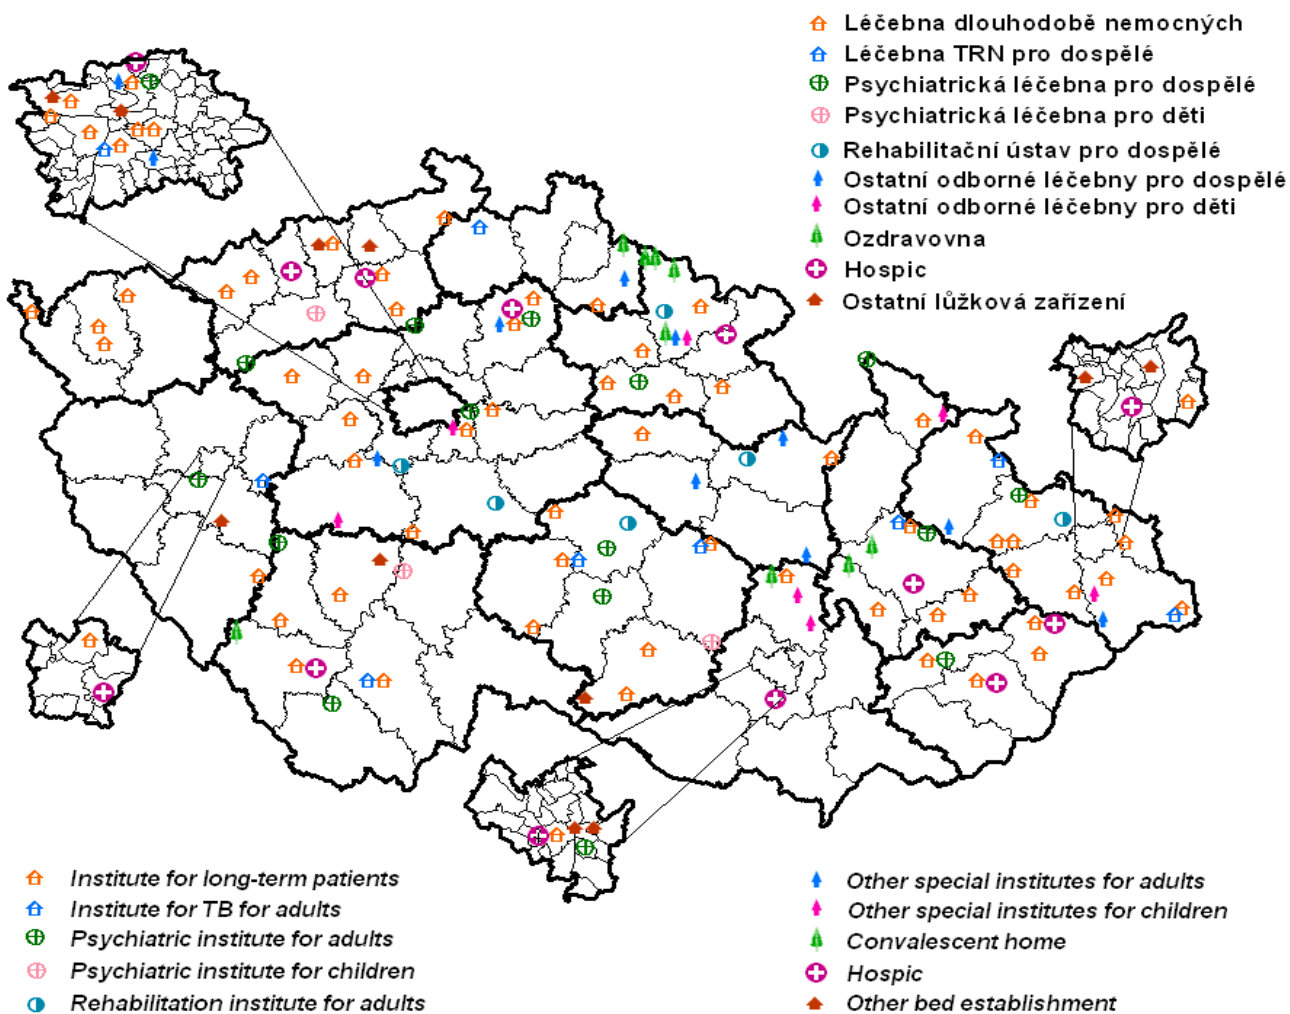 Léčebna dlouhodobě nemocných
Léčebna TRN pro dospělé
Psychiatrická léčebna pro dospělé
Psychiatrická léčebna pro děti
Rehabilitační ústav pro dospělé
Ostatní odborné léčebny pro dospělé
Ostatní odborné léčebny pro děti
Ozdravovna
Hospic
Ostatní lůžková zařízení
Institute for long-term patients
Institute for TB for adults
Psychiatric institute for adults
Psychiatric institute for children
Rehabilitation institute for adults
Other special institutes for adults
Other special institutes for children
Convalescent home
Hospic
Other bed establishment